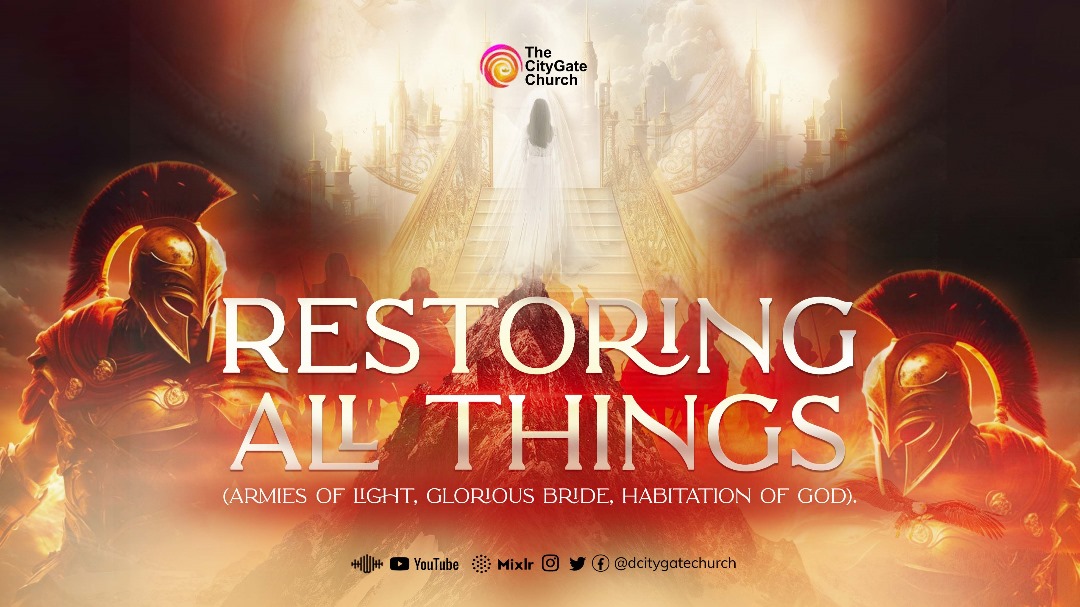 The
CityGate
Church
RESTORING
ALL THINGS
(ARMIES OF LIGHT, GLORIOUS BRIDE, HABITATION OF GOD).
YouTube Mixlr @dcitygatechurch